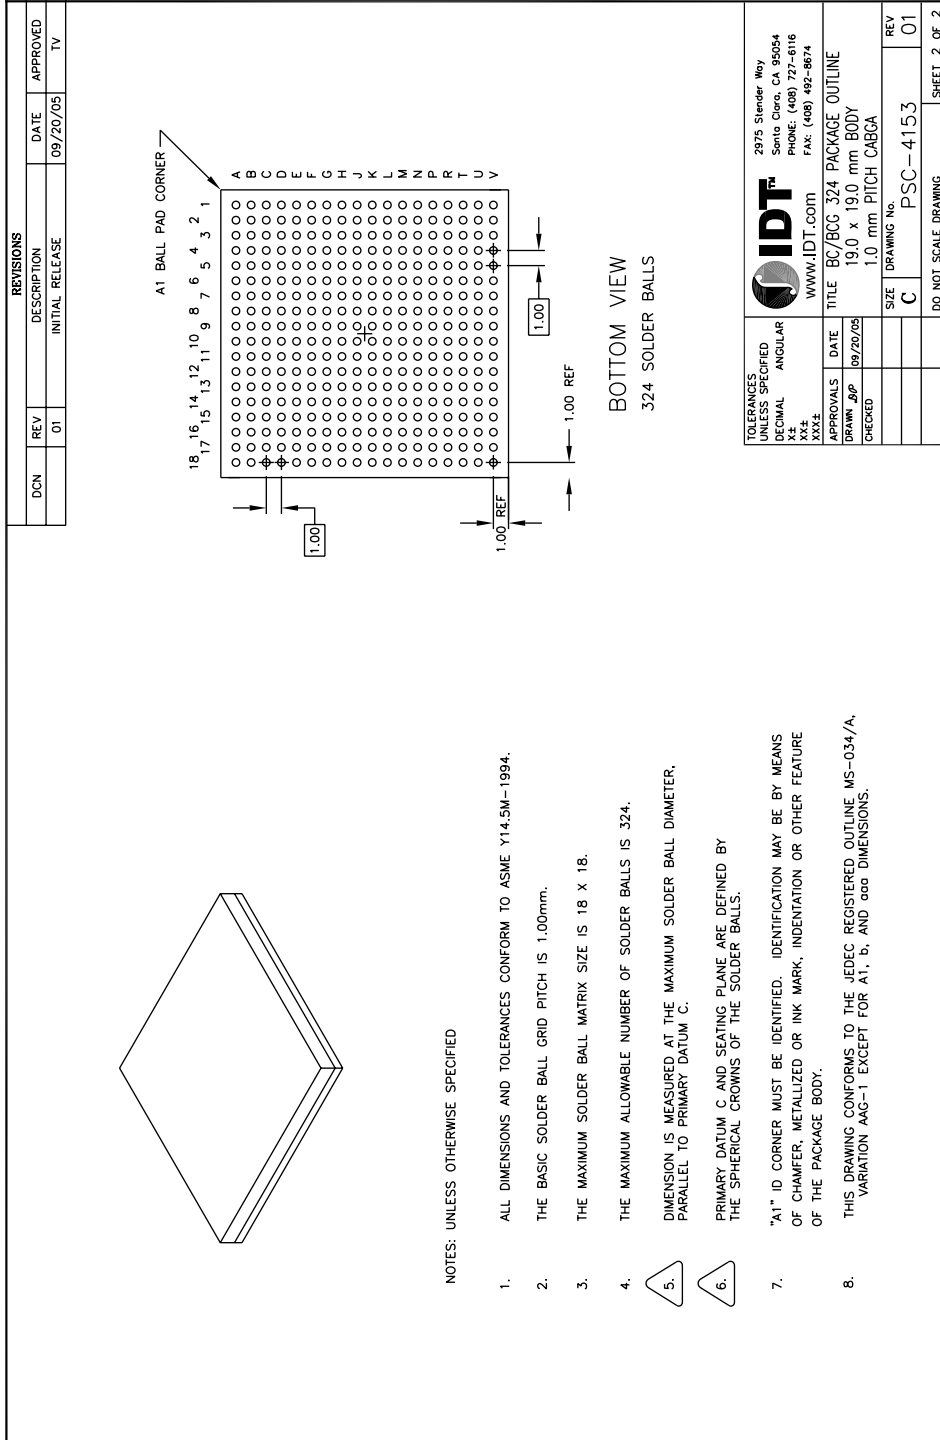 REVISIONS
DCN REV DESCRIPTION DATE APPROVED
01 INITIAL RELEASE 09/20/05 TV
A1 BALL PAD CORNER
18 17 16 15 14 13 12 11 10 9 8 7 6 5 4 3 2 1
A
B
C
D
E
F
G
H
J
K
L
M
N
P
R
T
U
V
1.00
1.00
1.00 REF
1.00 REF
BOTTOM VIEW
324 SOLDER BALLS
NOTES: UNLESS OTHERWISE SPECIFIED
1. ALL DIMENSIONS AND TOLERANCES CONFORM TO ASME Y14.5M-1994.
2. THE BASIC SOLDER BALL GRID PITCH IS 1.00mm.
3. THE MAXIMUM SOLDER BALL MATRIX SIZE IS 18 X 18.
4. THE MAXIMUM ALLOWABLE NUMBER OF SOLDER BALLS IS 324.
5. DIMENSION IS MEASURED AT THE MAXIMUM SOLDER BALL DIAMETER,
PARALLEL TO PRIMARY DATUM C.
6. PRIMARY DATUM C AND SEATING PLANE ARE DEFINED BY
THE SPHERICAL CROWNS OF THE SOLDER BALLS.
7. "A1" ID CORNER MUST BE IDENTIFIED. IDENTIFICATION MAY BE BY MEANS
OF CHAMFER, METALLIZED OR INK MARK, INDENTATION OR OTHER FEATURE
OF THE PACKAGE BODY.
8. THIS DRAWING CONFORMS TO THE JEDEC REGISTERED OUTLINE MS-034/A,
VARIATION AAG-1 EXCEPT FOR A1, b, AND aaa DIMENSIONS.
TOLERANCES
UNLESS SPECIFIED
DECIMAL ANGULAR
X±
XX±
XXX±
APPROVALS DATE
DRAWN 09/20/05
CHECKED
IDT TM
www.IDT.com
2975 Stender Way
Santa Clara, CA 95054
PHONE: (408) 727-6116
FAX: (408) 492-8674
TITLE BC/BCG 324 PACKAGE OUTLINE
19.0 x 19.0 mm BODY
1.0 mm PITCH CABGA
SIZE DRAWING No. REV
C PSC-4153 01
DO NOT SCALE DRAWING SHEET 2 OF 2